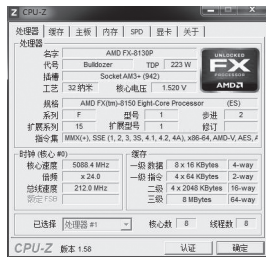 CPU-Z
处理器 缓存 主板 内存 SPD 显卡 关于
处理器
名字 AMD FX-8130P
代号 Bulldozer TDP 223 W
插槽 Socket AM3+ (942)
工艺 32 纳米 核心电压 1.520 V
UNLOCKED
FX
PROCESSOR
AMD
规格 AMD FX(tm)-8150 Eight-Core Processor (ES)
系列 F 型号 1 步进 2
扩展系列 15 扩展型号 1 修订
指令集 MMX(+), SSE (1, 2, 3, 3S, 4.1, 4.2, 4A), x86-64, AMD-V, AES, A
时钟 (核心 #0)
核心速度 5088.4 MHz
倍频 x 24.0
总线速度 212.0 MHz
额定 FSB
缓存
一级 数据 8 x 16 KBytes 4-way
一级 指令 4 x 64 KBytes 2-way
二级 4 x 2048 KBytes 16-way
三级 8 MBytes 64-way
已选择 处理器 #1 核心数 8 线程数 8
CPU-Z 版本 1.58 认证 确定